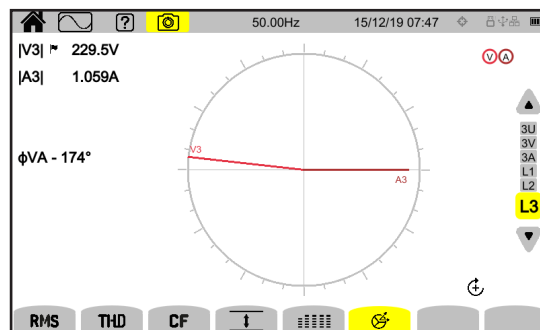 ? 50.00Hz 15/12/19 07:47
|V3| 229.5V
|A3| 1.059A
V A
3U
3V
3A
L1
L2
L3
V3
A3
ϕVA - 174°
RMS THD CF